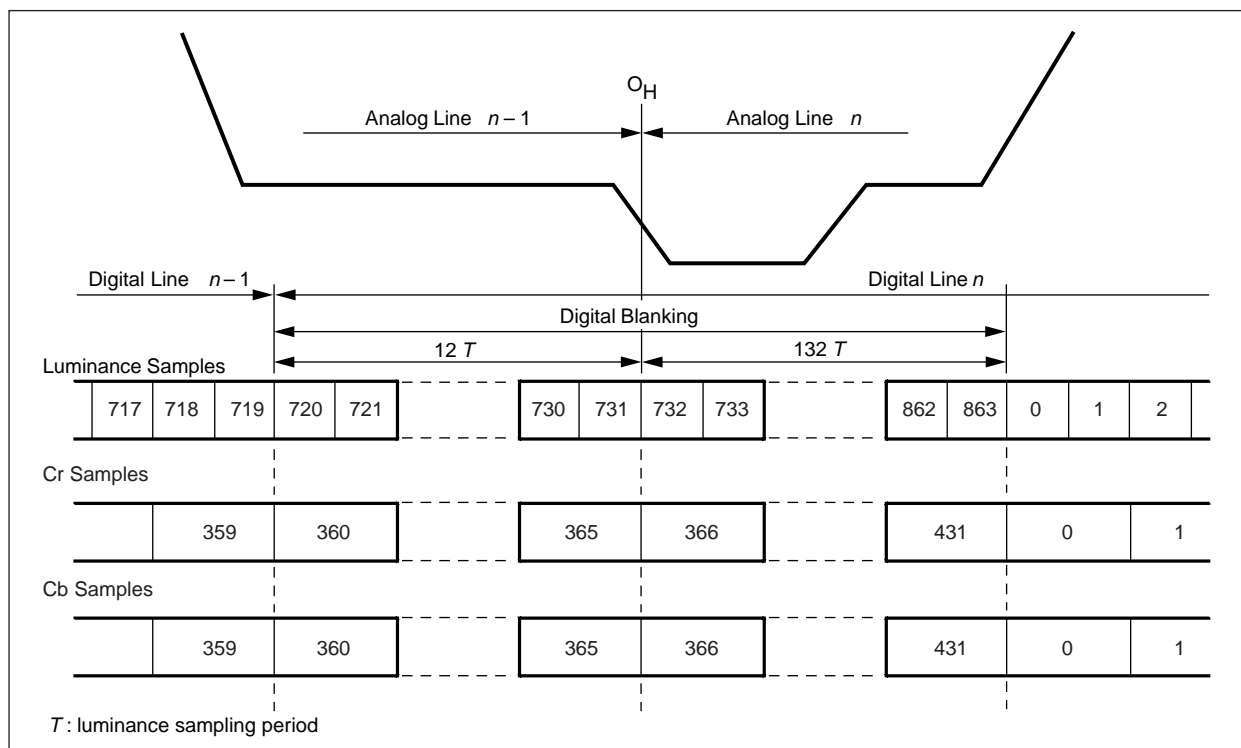 O_H
Analog Line n – 1 Analog Line n
Digital Line n – 1 Digital Line n
Digital Blanking
12 T 132 T
Luminance Samples
717 718 719 720 721 730 731 732 733 862 863 0 1 2
Cr Samples
359 360 365 366 431 0 1
Cb Samples
359 360 365 366 431 0 1
T : luminance sampling period